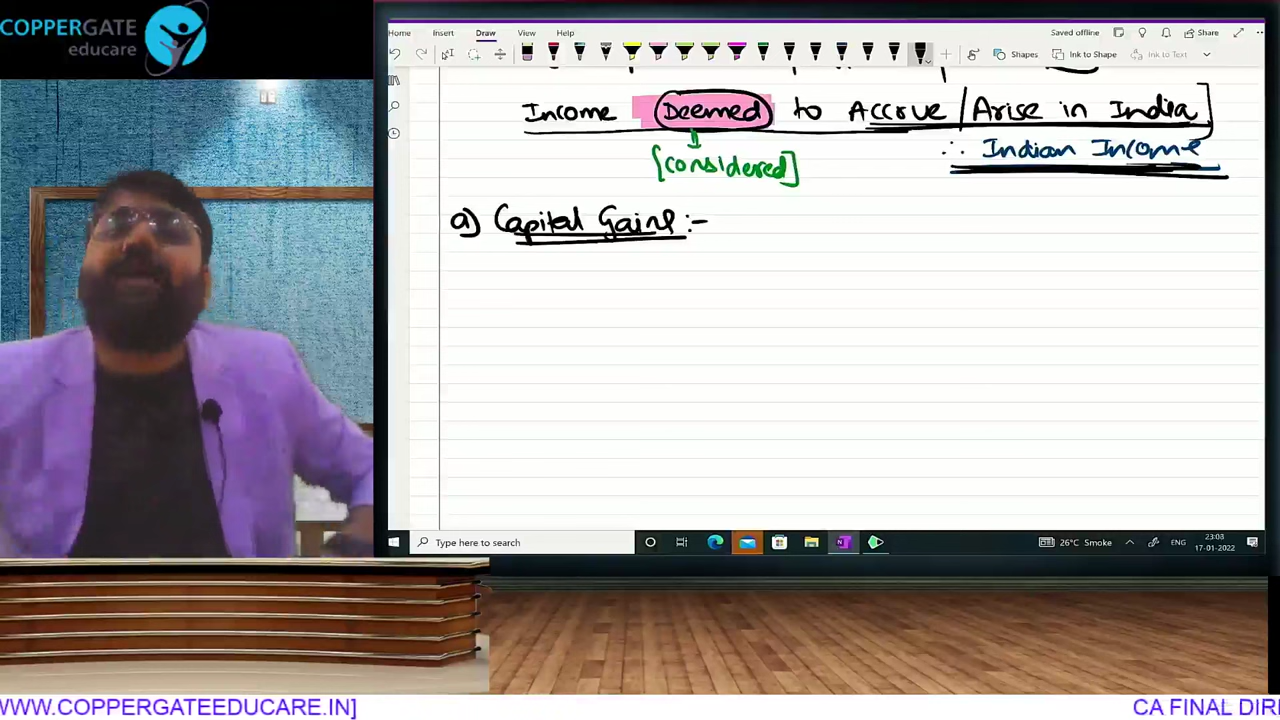 COPPERGATE
educare
Home Insert Draw View Help
Saved offline
Share
Shapes
Ink to Shape
Ink to Text
Income Deemed to Accrue / Arise in India]
[considered]
∴ Indian Income
a) Capital Gains :-
Type here to search
26°C Smoke
ENG
23:03
17-01-2022
WWW.COPPERGATEEDUCARE.IN]
CA FINAL DIRE